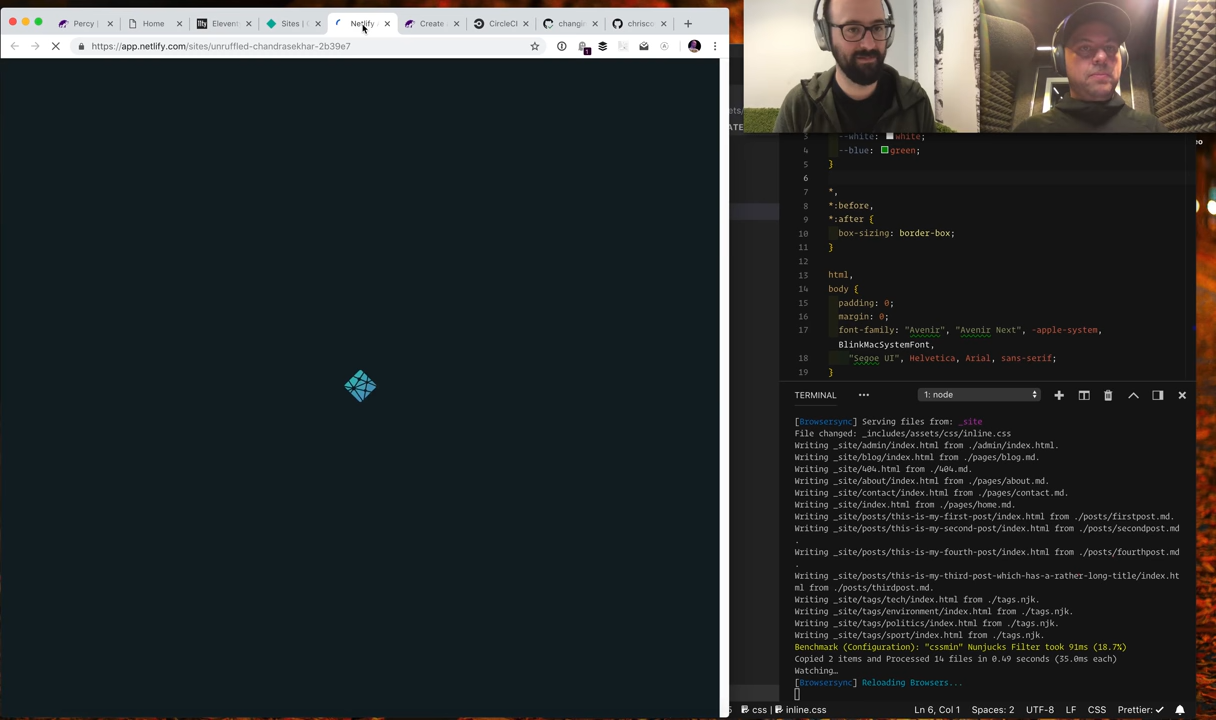 Percy
Home
Elevent
Sites |
Netlify
Create
CircleCI
changin
chrisco
https://app.netlify.com/sites/unruffled-chandrasekhar-2b39e7
3 --white: white;
4 --blue: green;
5 }
6
7 *,
8 *:before,
9 *:after {
10 box-sizing: border-box;
11 }
12
13 html,
14 body {
15 padding: 0;
16 margin: 0;
17 font-family: "Avenir", "Avenir Next", -apple-system,
BlinkMacSystemFont,
18 "Segoe UI", Helvetica, Arial, sans-serif;
19 }
TERMINAL ••• 1: node
[Browsersync] Serving files from: _site
File changed: _includes/assets/css/inline.css
Writing _site/admin/index.html from ./admin/index.html.
Writing _site/blog/index.html from ./pages/blog.md.
Writing _site/404.html from ./404.md.
Writing _site/about/index.html from ./pages/about.md.
Writing _site/contact/index.html from ./pages/contact.md.
Writing _site/index.html from ./pages/home.md.
Writing _site/posts/this-is-my-first-post/index.html from ./posts/firstpost.md.
Writing _site/posts/this-is-my-second-post/index.html from ./posts/secondpost.md
.
Writing _site/posts/this-is-my-fourth-post/index.html from ./posts/fourthpost.md
.
Writing _site/posts/this-is-my-third-post-which-has-a-rather-long-title/index.ht
ml from ./posts/thirdpost.md.
Writing _site/tags/tech/index.html from ./tags.njk.
Writing _site/tags/environment/index.html from ./tags.njk.
Writing _site/tags/politics/index.html from ./tags.njk.
Writing _site/tags/sport/index.html from ./tags.njk.
Benchmark (Configuration): "cssmin" Nunjucks Filter took 91ms (18.7%)
Copied 2 items and Processed 14 files in 0.49 seconds (35.0ms each)
Watching…
[Browsersync] Reloading Browsers...
css | inline.css Ln 6, Col 1 Spaces: 2 UTF-8 LF CSS Prettier: ✓